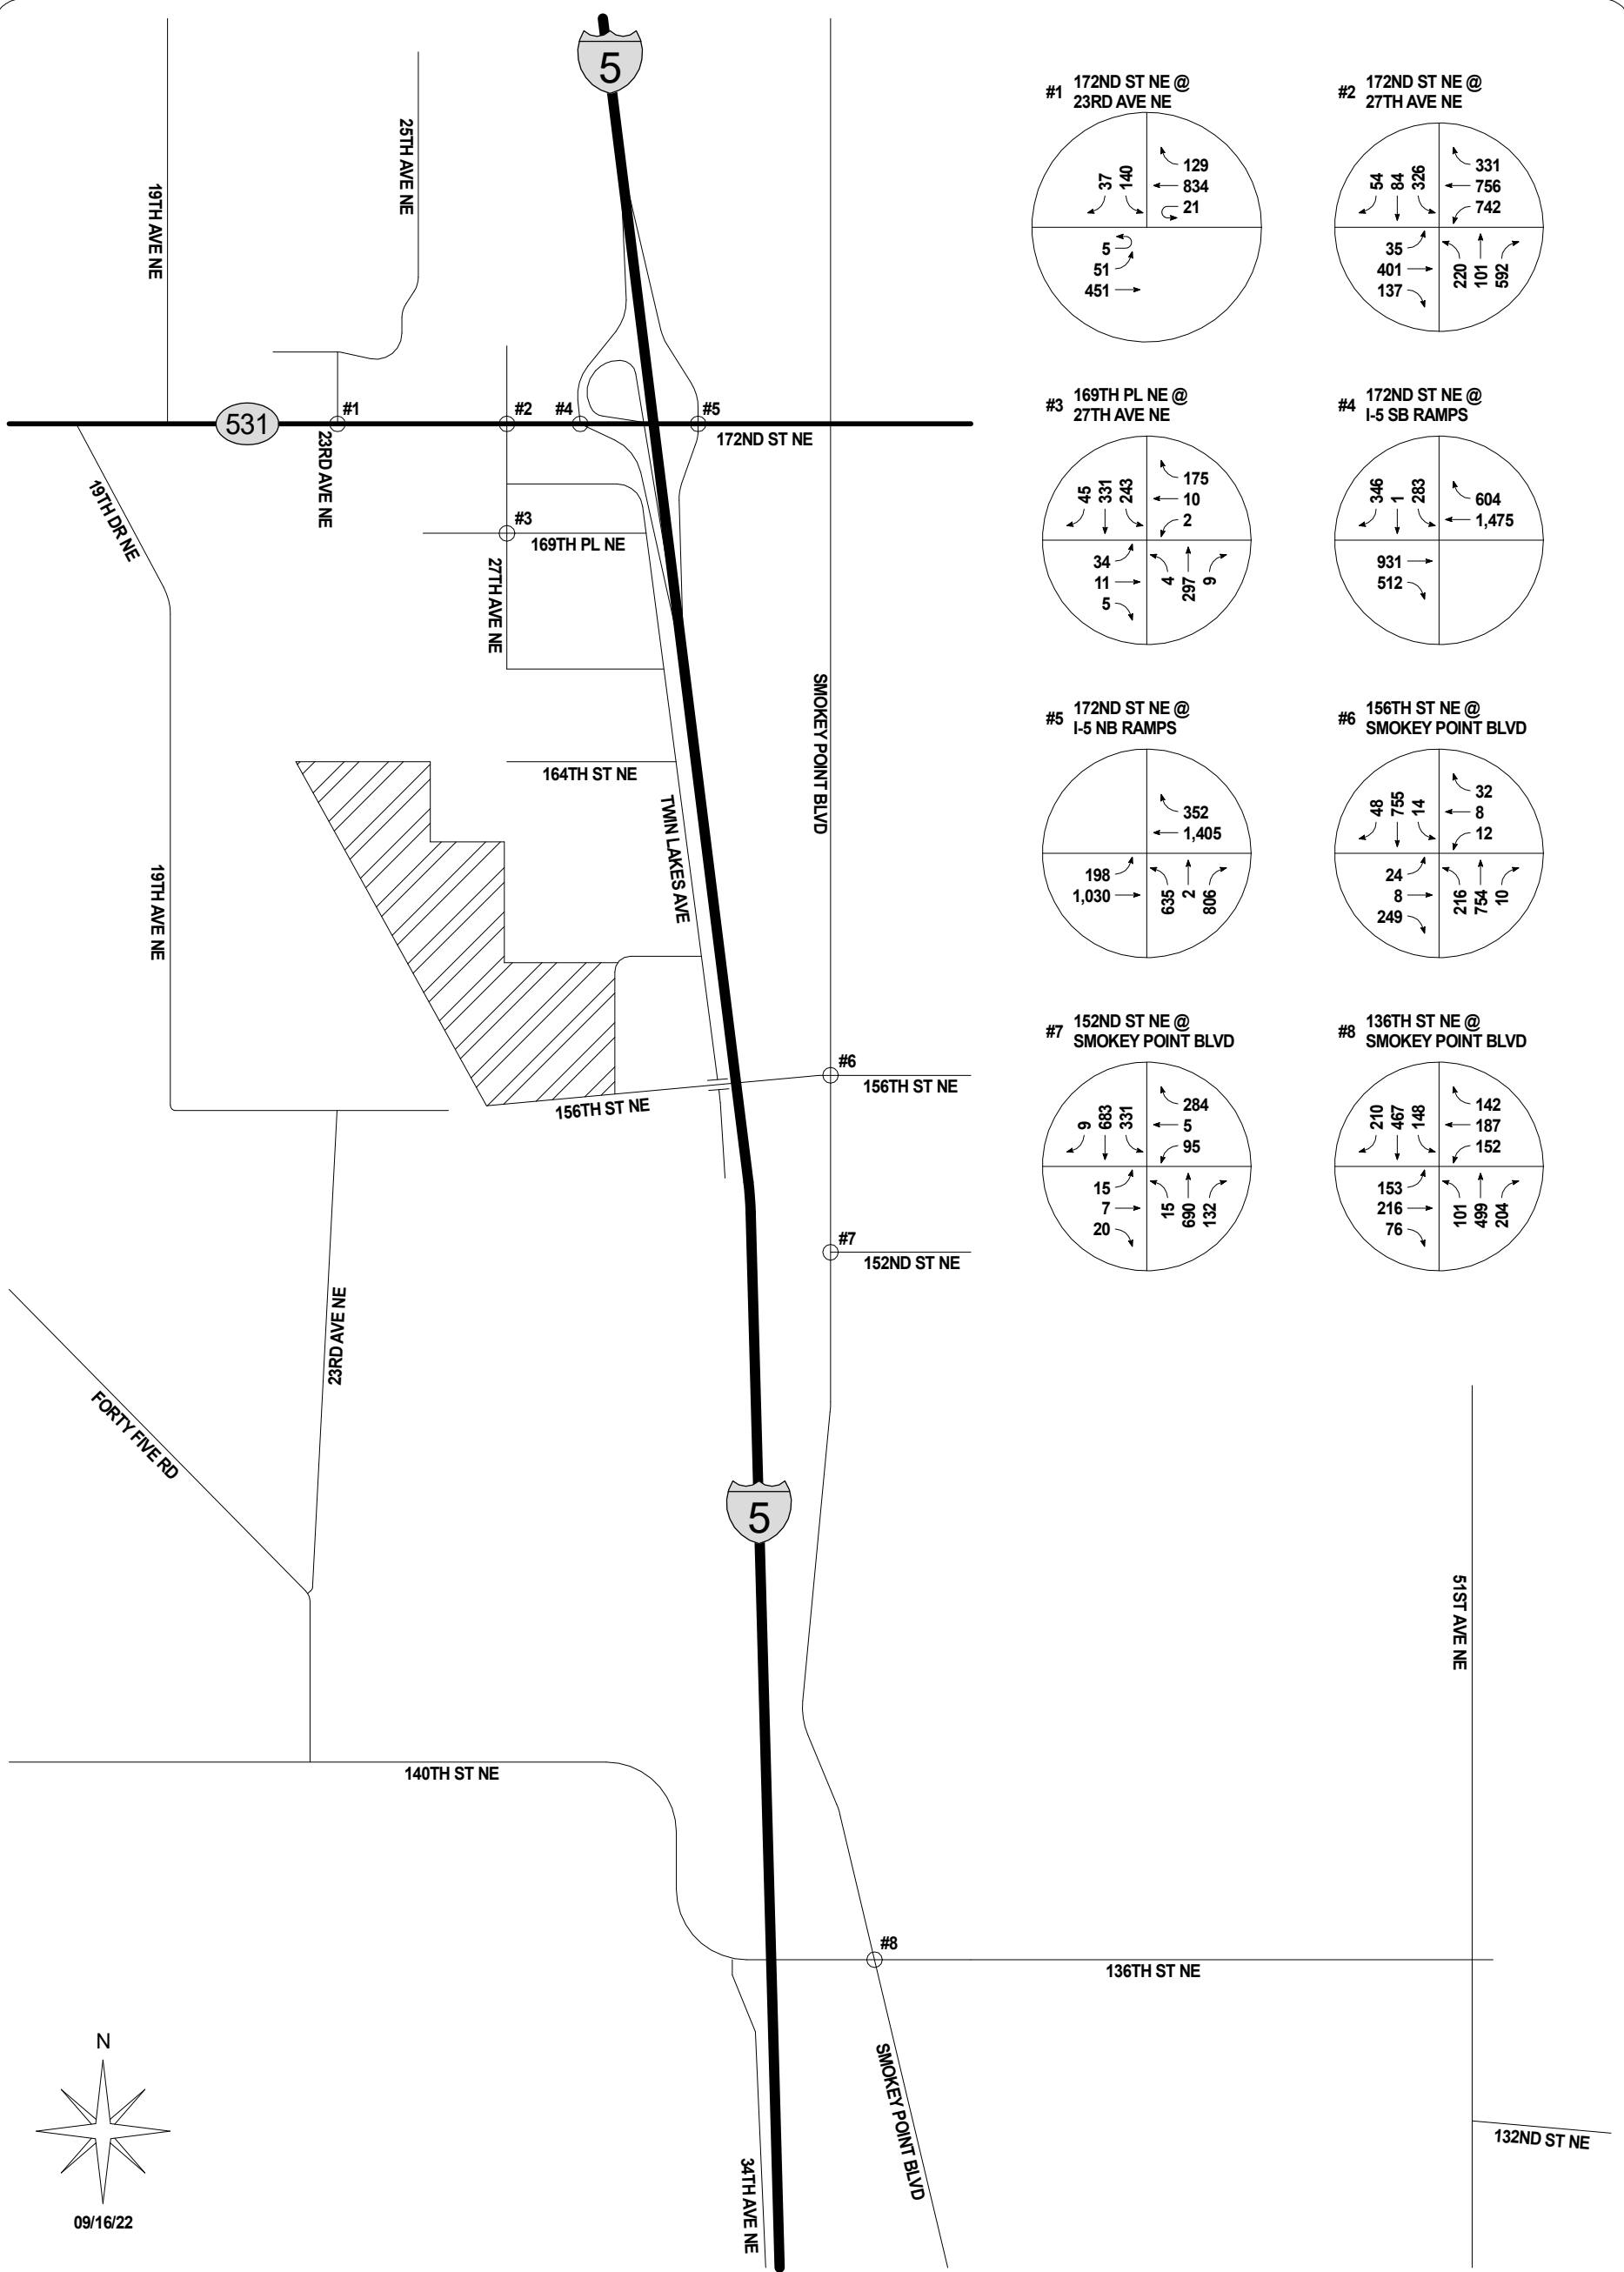 5
19TH AVE NE
25TH AVE NE
531
#1
#2
#4
#5
172ND ST NE
23RD AVE NE
19TH DR NE
#3
169TH PL NE
27TH AVE NE
SMOKEY POINT BLVD
164TH ST NE
TWIN LAKES AVE
19TH AVE NE
#6
156TH ST NE
156TH ST NE
#7
152ND ST NE
23RD AVE NE
FORTY FIVE RD
5
51ST AVE NE
140TH ST NE
#8
136TH ST NE
SMOKEY POINT BLVD
34TH AVE NE
132ND ST NE
N
09/16/22
#1 172ND ST NE @
23RD AVE NE
37 140
129
834
21
5
51
451
#2 172ND ST NE @
27TH AVE NE
54 84 326
331
756
742
35
401
137
220 101 592
#3 169TH PL NE @
27TH AVE NE
45 331 243
175
10
2
34
11
5
4 297 9
#4 172ND ST NE @
I-5 SB RAMPS
346 1 283
604
1,475
931
512
#5 172ND ST NE @
I-5 NB RAMPS
352
1,405
198
1,030
635 2 806
#6 156TH ST NE @
SMOKEY POINT BLVD
48 755 14
32
8
12
24
8
249
216 754 10
#7 152ND ST NE @
SMOKEY POINT BLVD
9 683 331
284
5
95
15
7
20
15 690 132
#8 136TH ST NE @
SMOKEY POINT BLVD
210 467 148
142
187
152
153
216
76
101 499 204